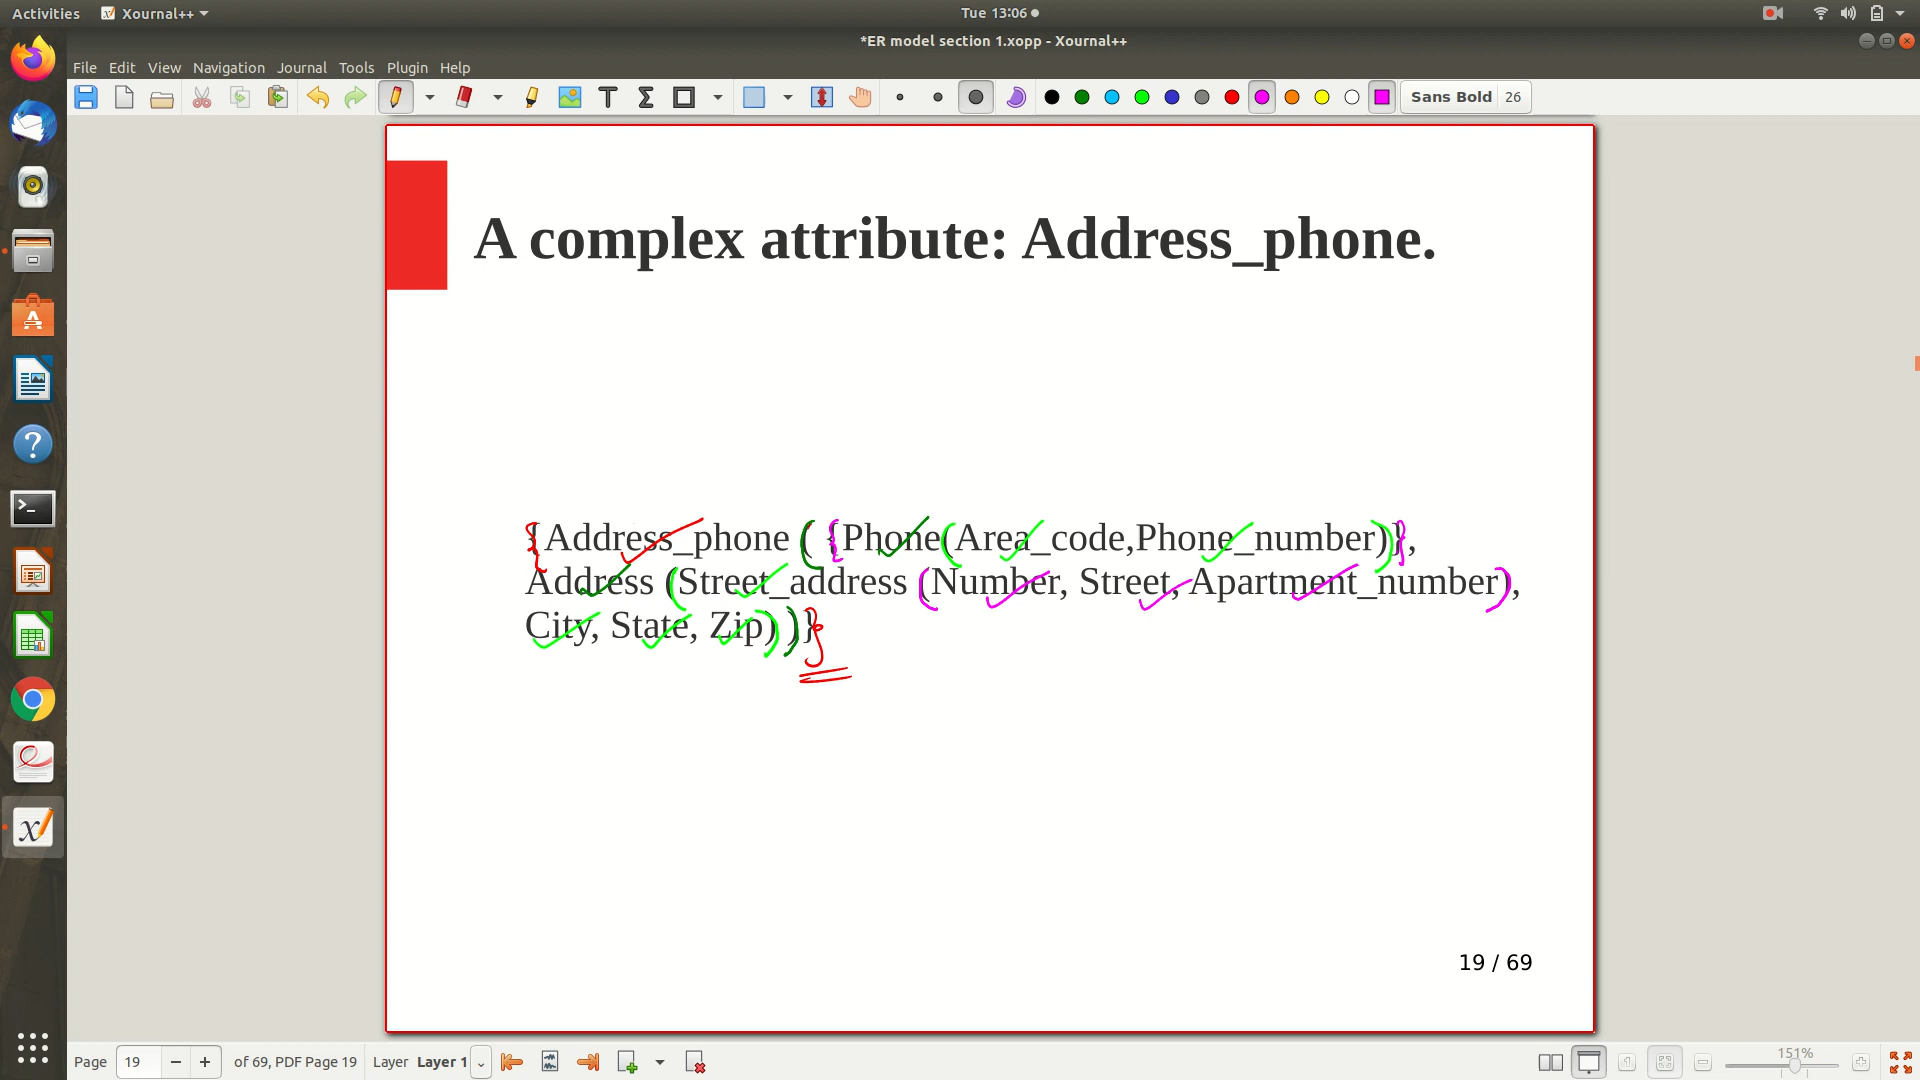 Activities Xournal++ Tue 13:06
*ER model section 1.xopp - Xournal++
File Edit View Navigation Journal Tools Plugin Help
Sans Bold 26
A complex attribute: Address_phone.
{Address_phone ( {Phone(Area_code,Phone_number)},
Address (Street_address (Number, Street, Apartment_number),
City, State, Zip) )}
19 / 69
Page 19 of 69, PDF Page 19 Layer Layer 1 151%